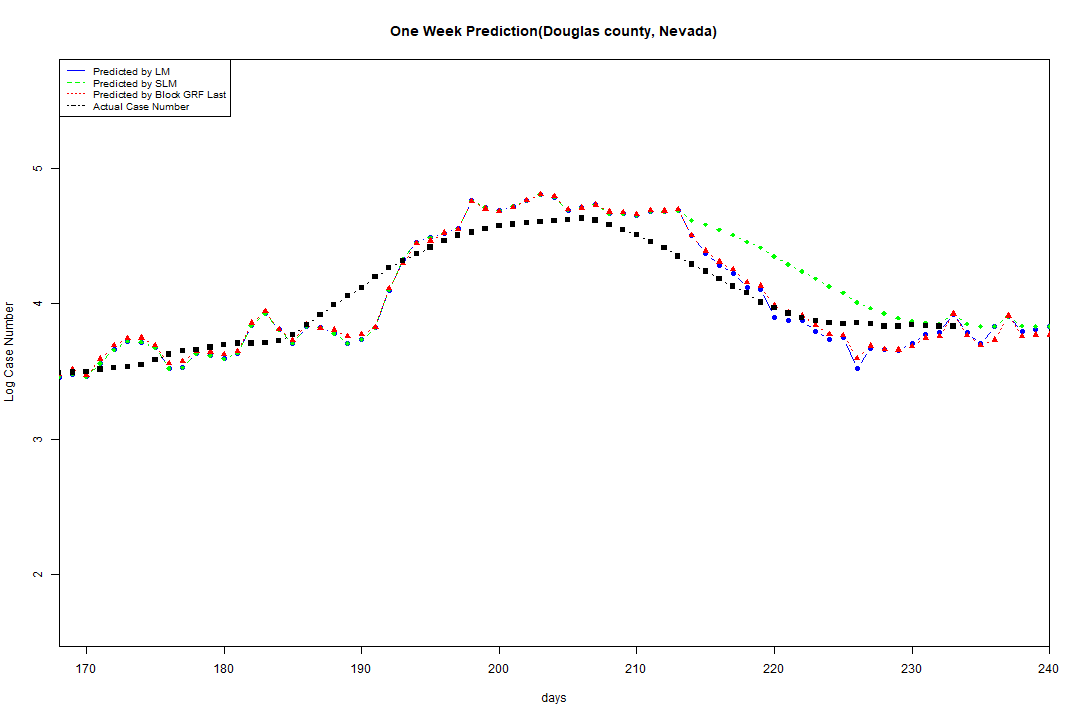 One Week Prediction(Douglas county, Nevada)
Predicted by LM
Predicted by SLM
Predicted by Block GRF Last
Actual Case Number
5
4
3
2
Log Case Number
170 180 190 200 210 220 230 240
days